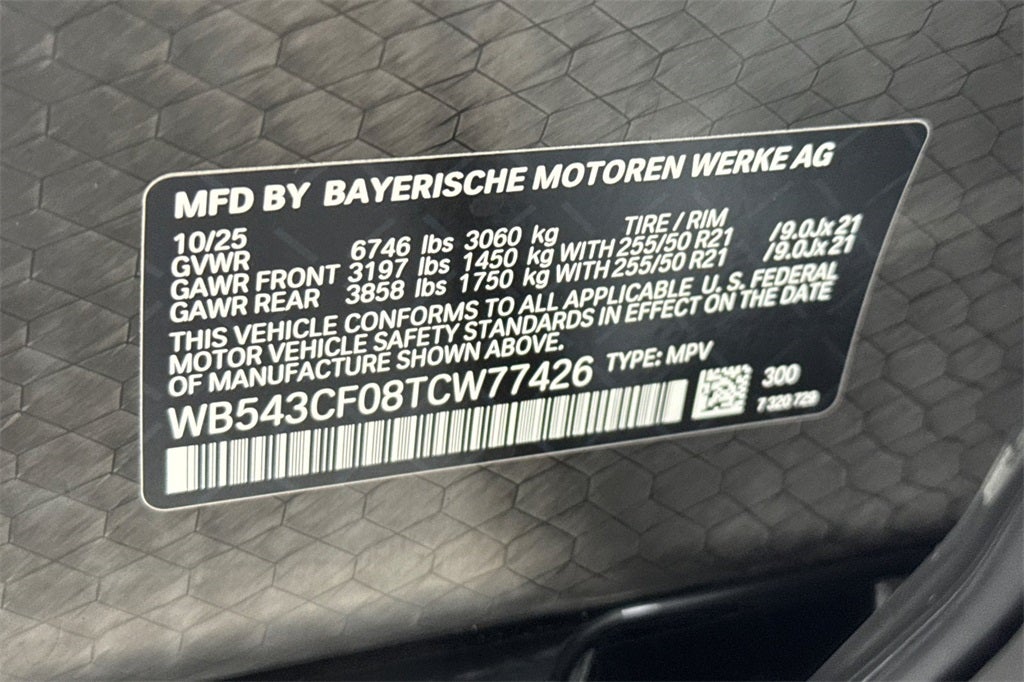 MFD BY BAYERISCHE MOTOREN WERKE AG
10/25 TIRE / RIM
GVWR 6746 lbs 3060 kg
GAWR FRONT 3197 lbs 1450 kg WITH 255/50 R21 /9.0Jx21
GAWR REAR 3858 lbs 1750 kg WITH 255/50 R21 /9.0Jx21
THIS VEHICLE CONFORMS TO ALL APPLICABLE U.S. FEDERAL
MOTOR VEHICLE SAFETY STANDARDS IN EFFECT ON THE DATE
OF MANUFACTURE SHOWN ABOVE.
WB543CF08TCW77426 TYPE: MPV
300
7 320 729